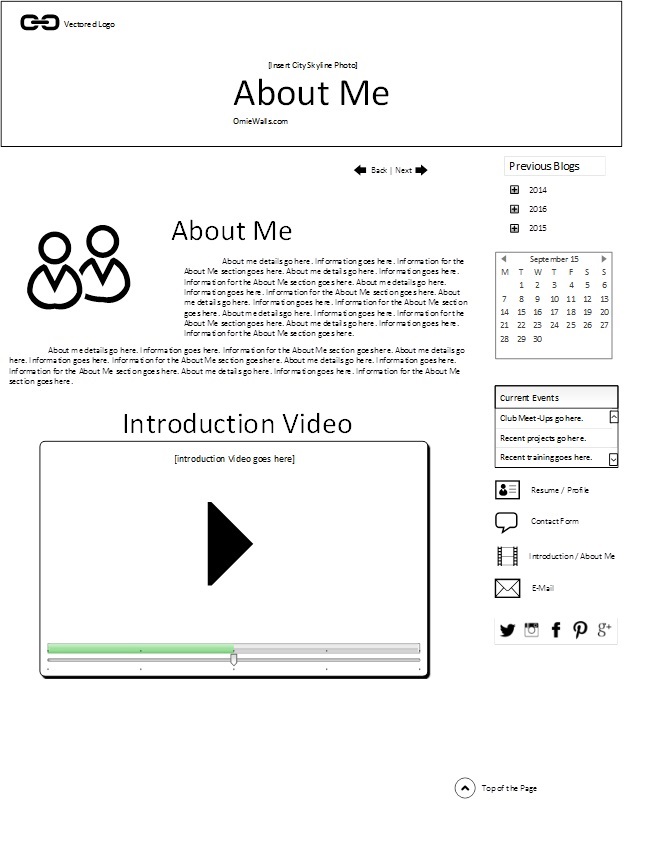 Vectored Logo
[Insert City Skyline Photo]
About Me
OmieWalls.com
Back | Next
About Me
About me details go here. Information goes here. Information for the
About Me section goes here. About me details go here. Information goes here.
Information for the About Me section goes here. About me details go here.
Information goes here. Information for the About Me section goes here. About
me details go here. Information goes here. Information for the About Me section
goes here. About me details go here. Information goes here. Information for the
About Me section goes here. About me details go here. Information goes here.
Information for the About Me section goes here.
About me details go here. Information goes here. Information for the About Me section goes here. About me details go
here. Information goes here. Information for the About Me section goes here. About me details go here. Information goes here.
Information for the About Me section goes here. About me details go here. Information goes here. Information for the About Me
section goes here.
Introduction Video
[introduction Video goes here]
Previous Blogs
2014
2016
2015
September 15
M T W T F S S
1 2 3 4 5 6
7 8 9 10 11 12 13
14 15 16 17 18 19 20
21 22 23 24 25 26 27
28 29 30
Current Events
Club Meet-Ups go here.
Recent projects go here.
Recent training goes here.
Resume / Profile
Contact Form
Introduction / About Me
E-Mail
g+
Top of the Page